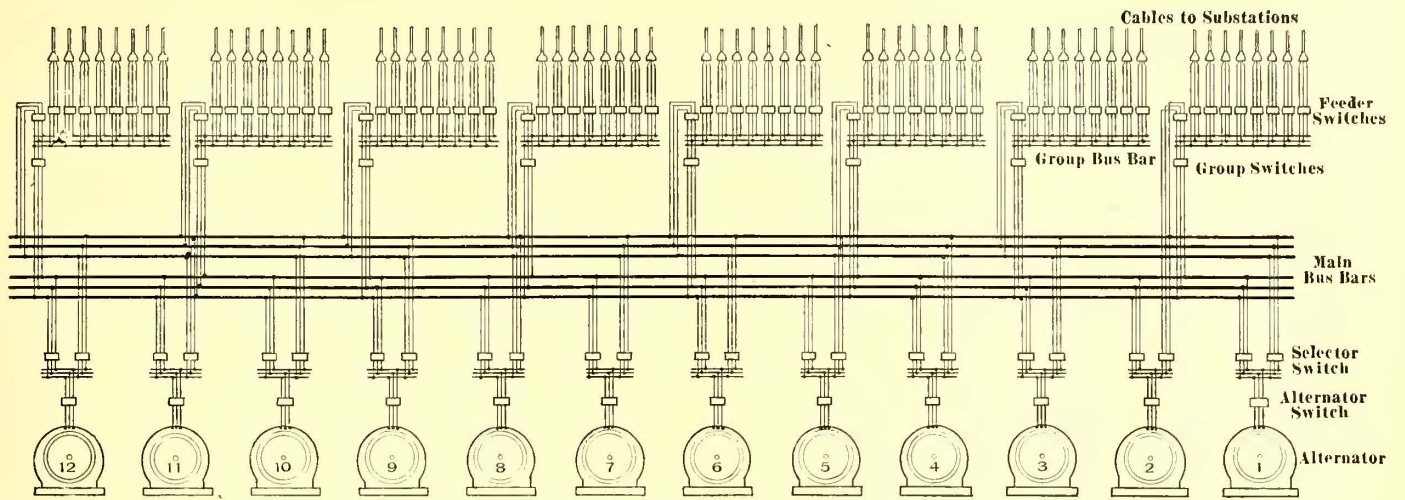 Cables to Substations
Feeder
Switches
Group Bus Bar
Group Switches
Main
Bus Bars
Selector
Switch
Alternator
Switch
12 11 10 9 8 7 6 5 4 3 2 1 Alternator